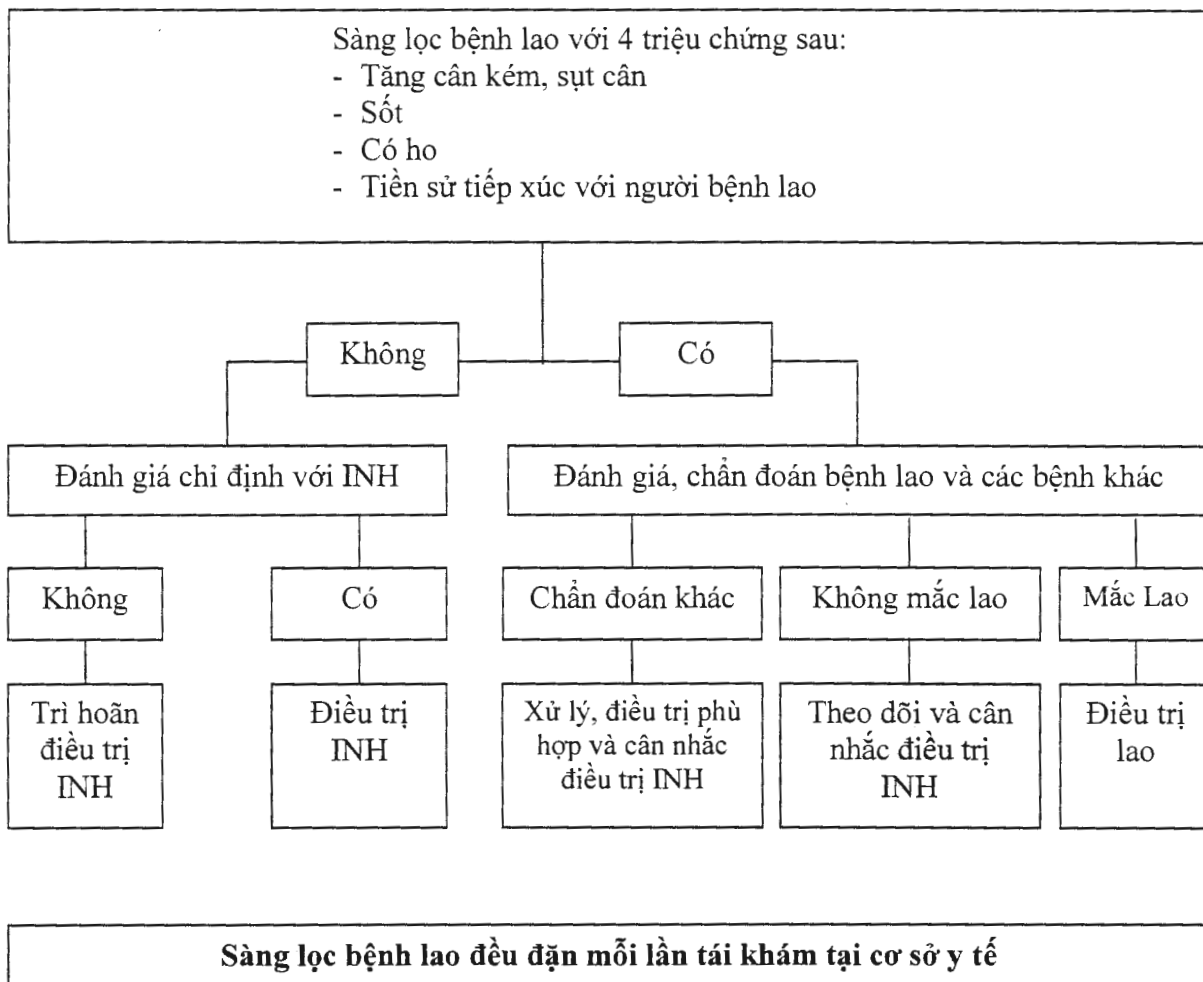 Sàng lọc bệnh lao với 4 triệu chứng sau:
- Tăng cân kém, sụt cân
- Sốt
- Có ho
- Tiền sử tiếp xúc với người bệnh lao
Không
Có
Đánh giá chỉ định với INH
Đánh giá, chẩn đoán bệnh lao và các bệnh khác
Không
Có
Chẩn đoán khác
Không mắc lao
Mắc Lao
Trì hoãn
điều trị
INH
Điều trị
INH
Xử lý, điều trị phù
hợp và cân nhắc
điều trị INH
Theo dõi và cân
nhắc điều trị
INH
Điều trị
lao
Sàng lọc bệnh lao đều đặn mỗi lần tái khám tại cơ sở y tế